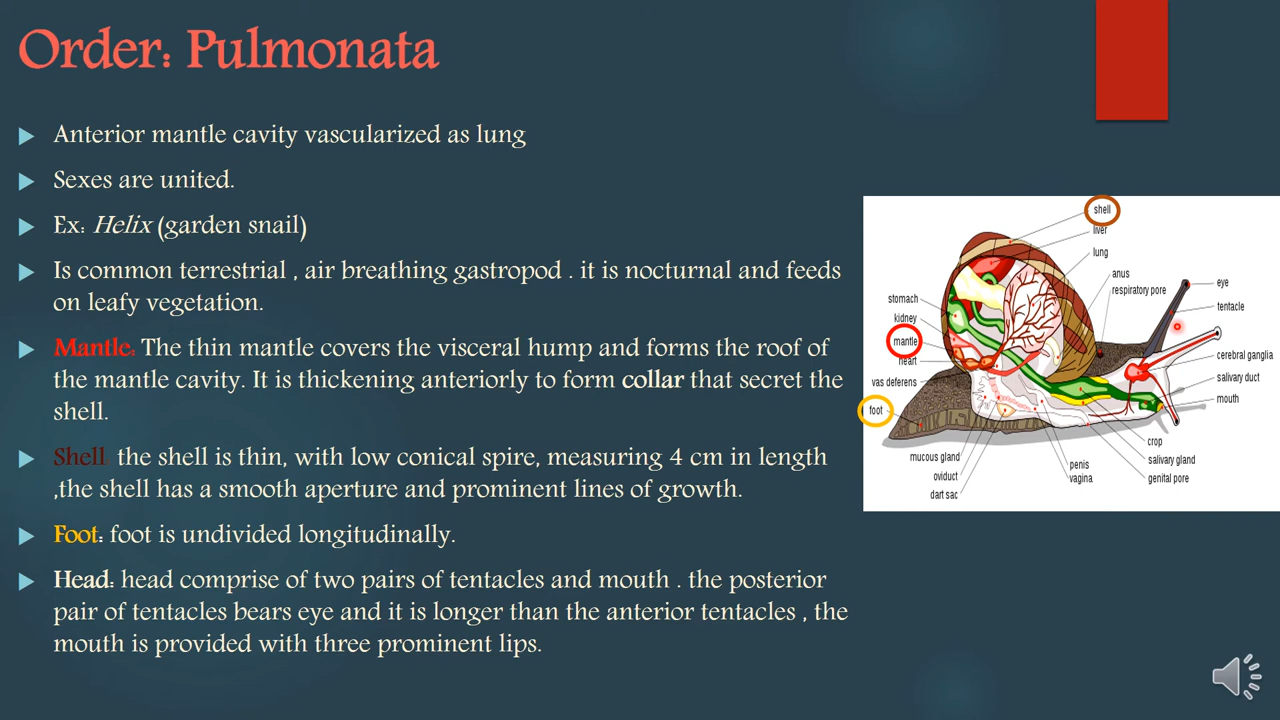 Order: Pulmonata
Anterior mantle cavity vascularized as lung
Sexes are united.
Ex: Helix (garden snail)
Is common terrestrial , air breathing gastropod . it is nocturnal and feeds
on leafy vegetation.
Mantle: The thin mantle covers the visceral hump and forms the roof of
the mantle cavity. It is thickening anteriorly to form collar that secret the
shell.
Shell the shell is thin, with low conical spire, measuring 4 cm in length
,the shell has a smooth aperture and prominent lines of growth.
Foot: foot is undivided longitudinally.
Head: head comprise of two pairs of tentacles and mouth . the posterior
pair of tentacles bears eye and it is longer than the anterior tentacles , the
mouth is provided with three prominent lips.
shell
liver
lung
anus
respiratory pore
eye
tentacle
stomach
kidney
mantle
heart
vas deferens
foot
cerebral ganglia
salivary duct
mouth
mucous gland
oviduct
dart sac
penis
vagina
crop
salivary gland
genital pore